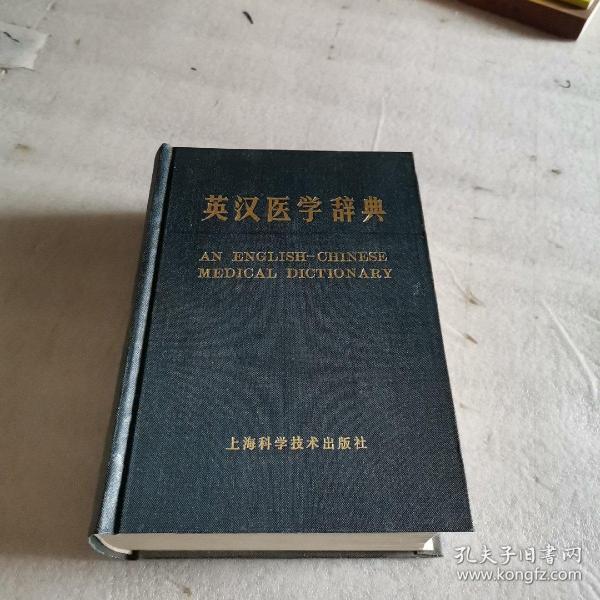 英汉医学辞典
AN ENGLISH-CHINESE
MEDICAL DICTIONARY
上海科学技术出版社
孔夫子旧書网
www.kongfz.com